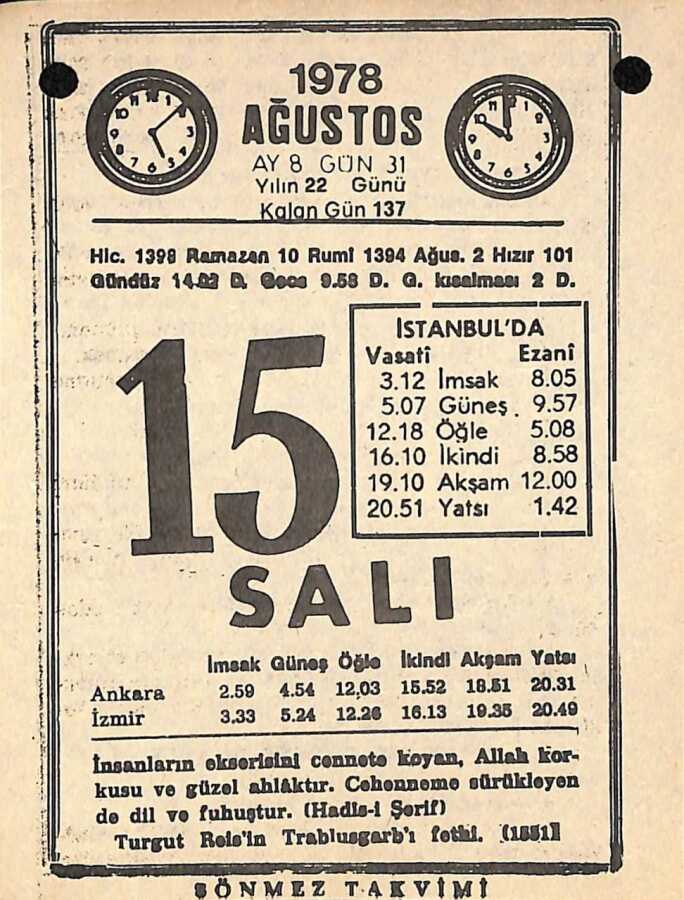 1978
AĞUSTOS
AY 8 GÜN 31
Yılın 22 Günü
Kalan Gün 137
Hic. 1398 Ramazan 10 Rumi 1394 Ağus. 2 Hızır 101
Gündüz 14.02 D. Gece 9.58 D. G. kısalması 2 D.
15
İSTANBUL'DA
Vasatî Ezanî
3.12 İmsak 8.05
5.07 Güneş. 9.57
12.18 Öğle 5.08
16.10 İkindi 8.58
19.10 Akşam 12.00
20.51 Yatsı 1.42
SALI
İmsak Güneş Öğle İkindi Akşam Yatsı
Ankara 2.59 4.54 12,03 15.52 18.51 20.31
İzmir 3.33 5.24 12.26 16.13 19.35 20.49
İnsanların ekserisini cennete koyan, Allah kor-
kusu ve güzel ahlâktır. Cehenneme sürükleyen
de dil ve fuhuştur. (Hadis-i Şerif)
Turgut Reis'in Trablusgarb'ı fethi. (1551)
SÖNMEZ TAKVİMİ